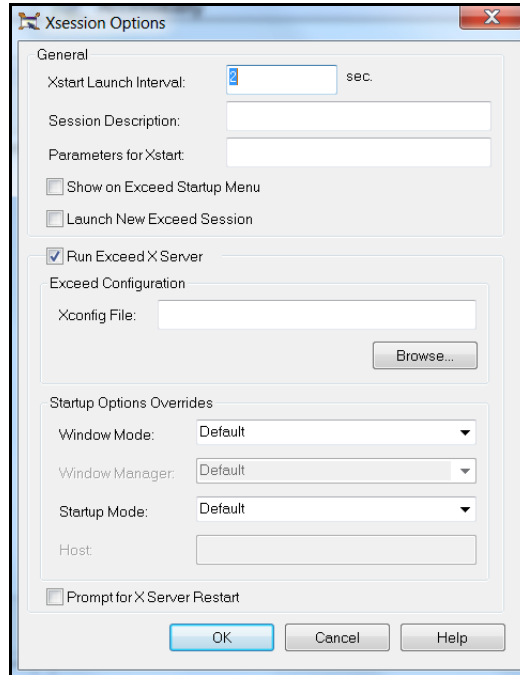 Xsession Options
General
Xstart Launch Interval: 2 sec.
Session Description:
Parameters for Xstart:
Show on Exceed Startup Menu
Launch New Exceed Session
Run Exceed X Server
Exceed Configuration
Xconfig File:
Browse...
Startup Options Overrides
Window Mode: Default
Window Manager: Default
Startup Mode: Default
Host:
Prompt for X Server Restart
OK Cancel Help